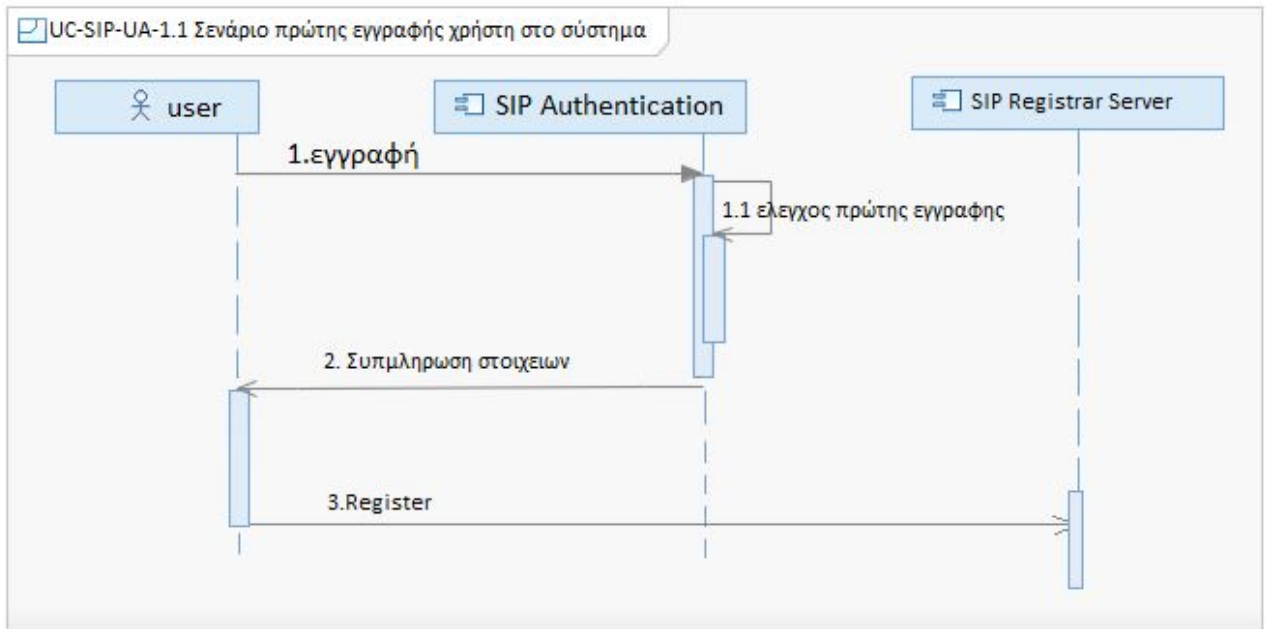 UC-SIP-UA-1.1 Σενάριο πρώτης εγγραφής χρήστη στο σύστημα
user
SIP Authentication
SIP Registrar Server
1.εγγραφή
1.1 ελεγχος πρώτης εγγραφης
2. Συπμληρωση στοιχειων
3.Register